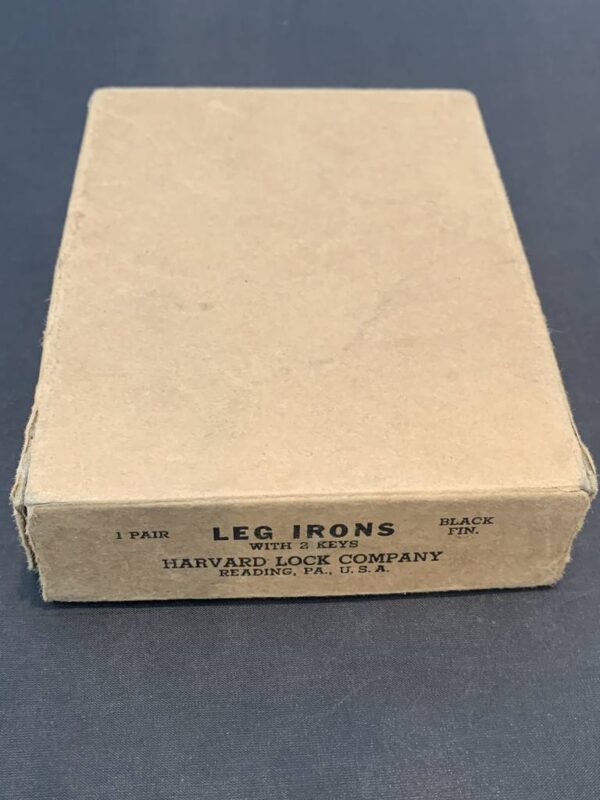 1 PAIR LEG IRONS BLACK
WITH 2 KEYS FIN.
HARVARD LOCK COMPANY
READING, PA., U. S. A.